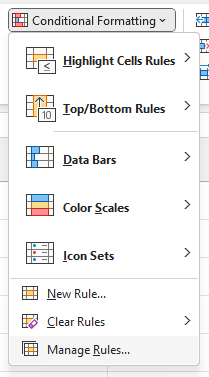 Conditional Formatting
Highlight Cells Rules
Top/Bottom Rules
10
Data Bars
Color Scales
Icon Sets
New Rule...
Clear Rules
Manage Rules...